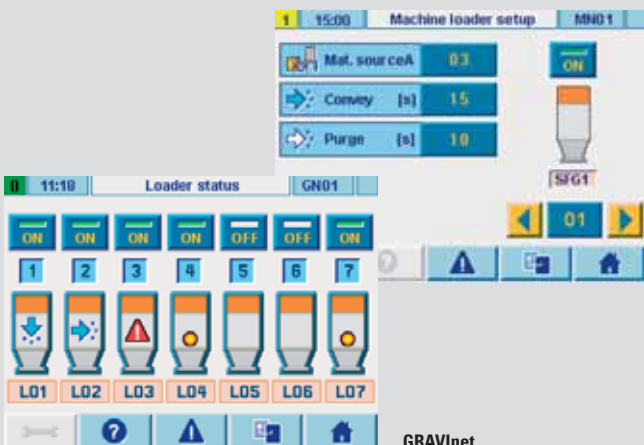 1 15:00 Machine loader setup MN01
Mat. sourceA 03
ON
Convey [s] 15
Purge [s] 10
SFG1
01
0 11:10 Loader status GN01
ON ON ON ON OFF OFF ON
1 2 3 4 5 6 7
L01 L02 L03 L04 L05 L06 L07
GRAVInet